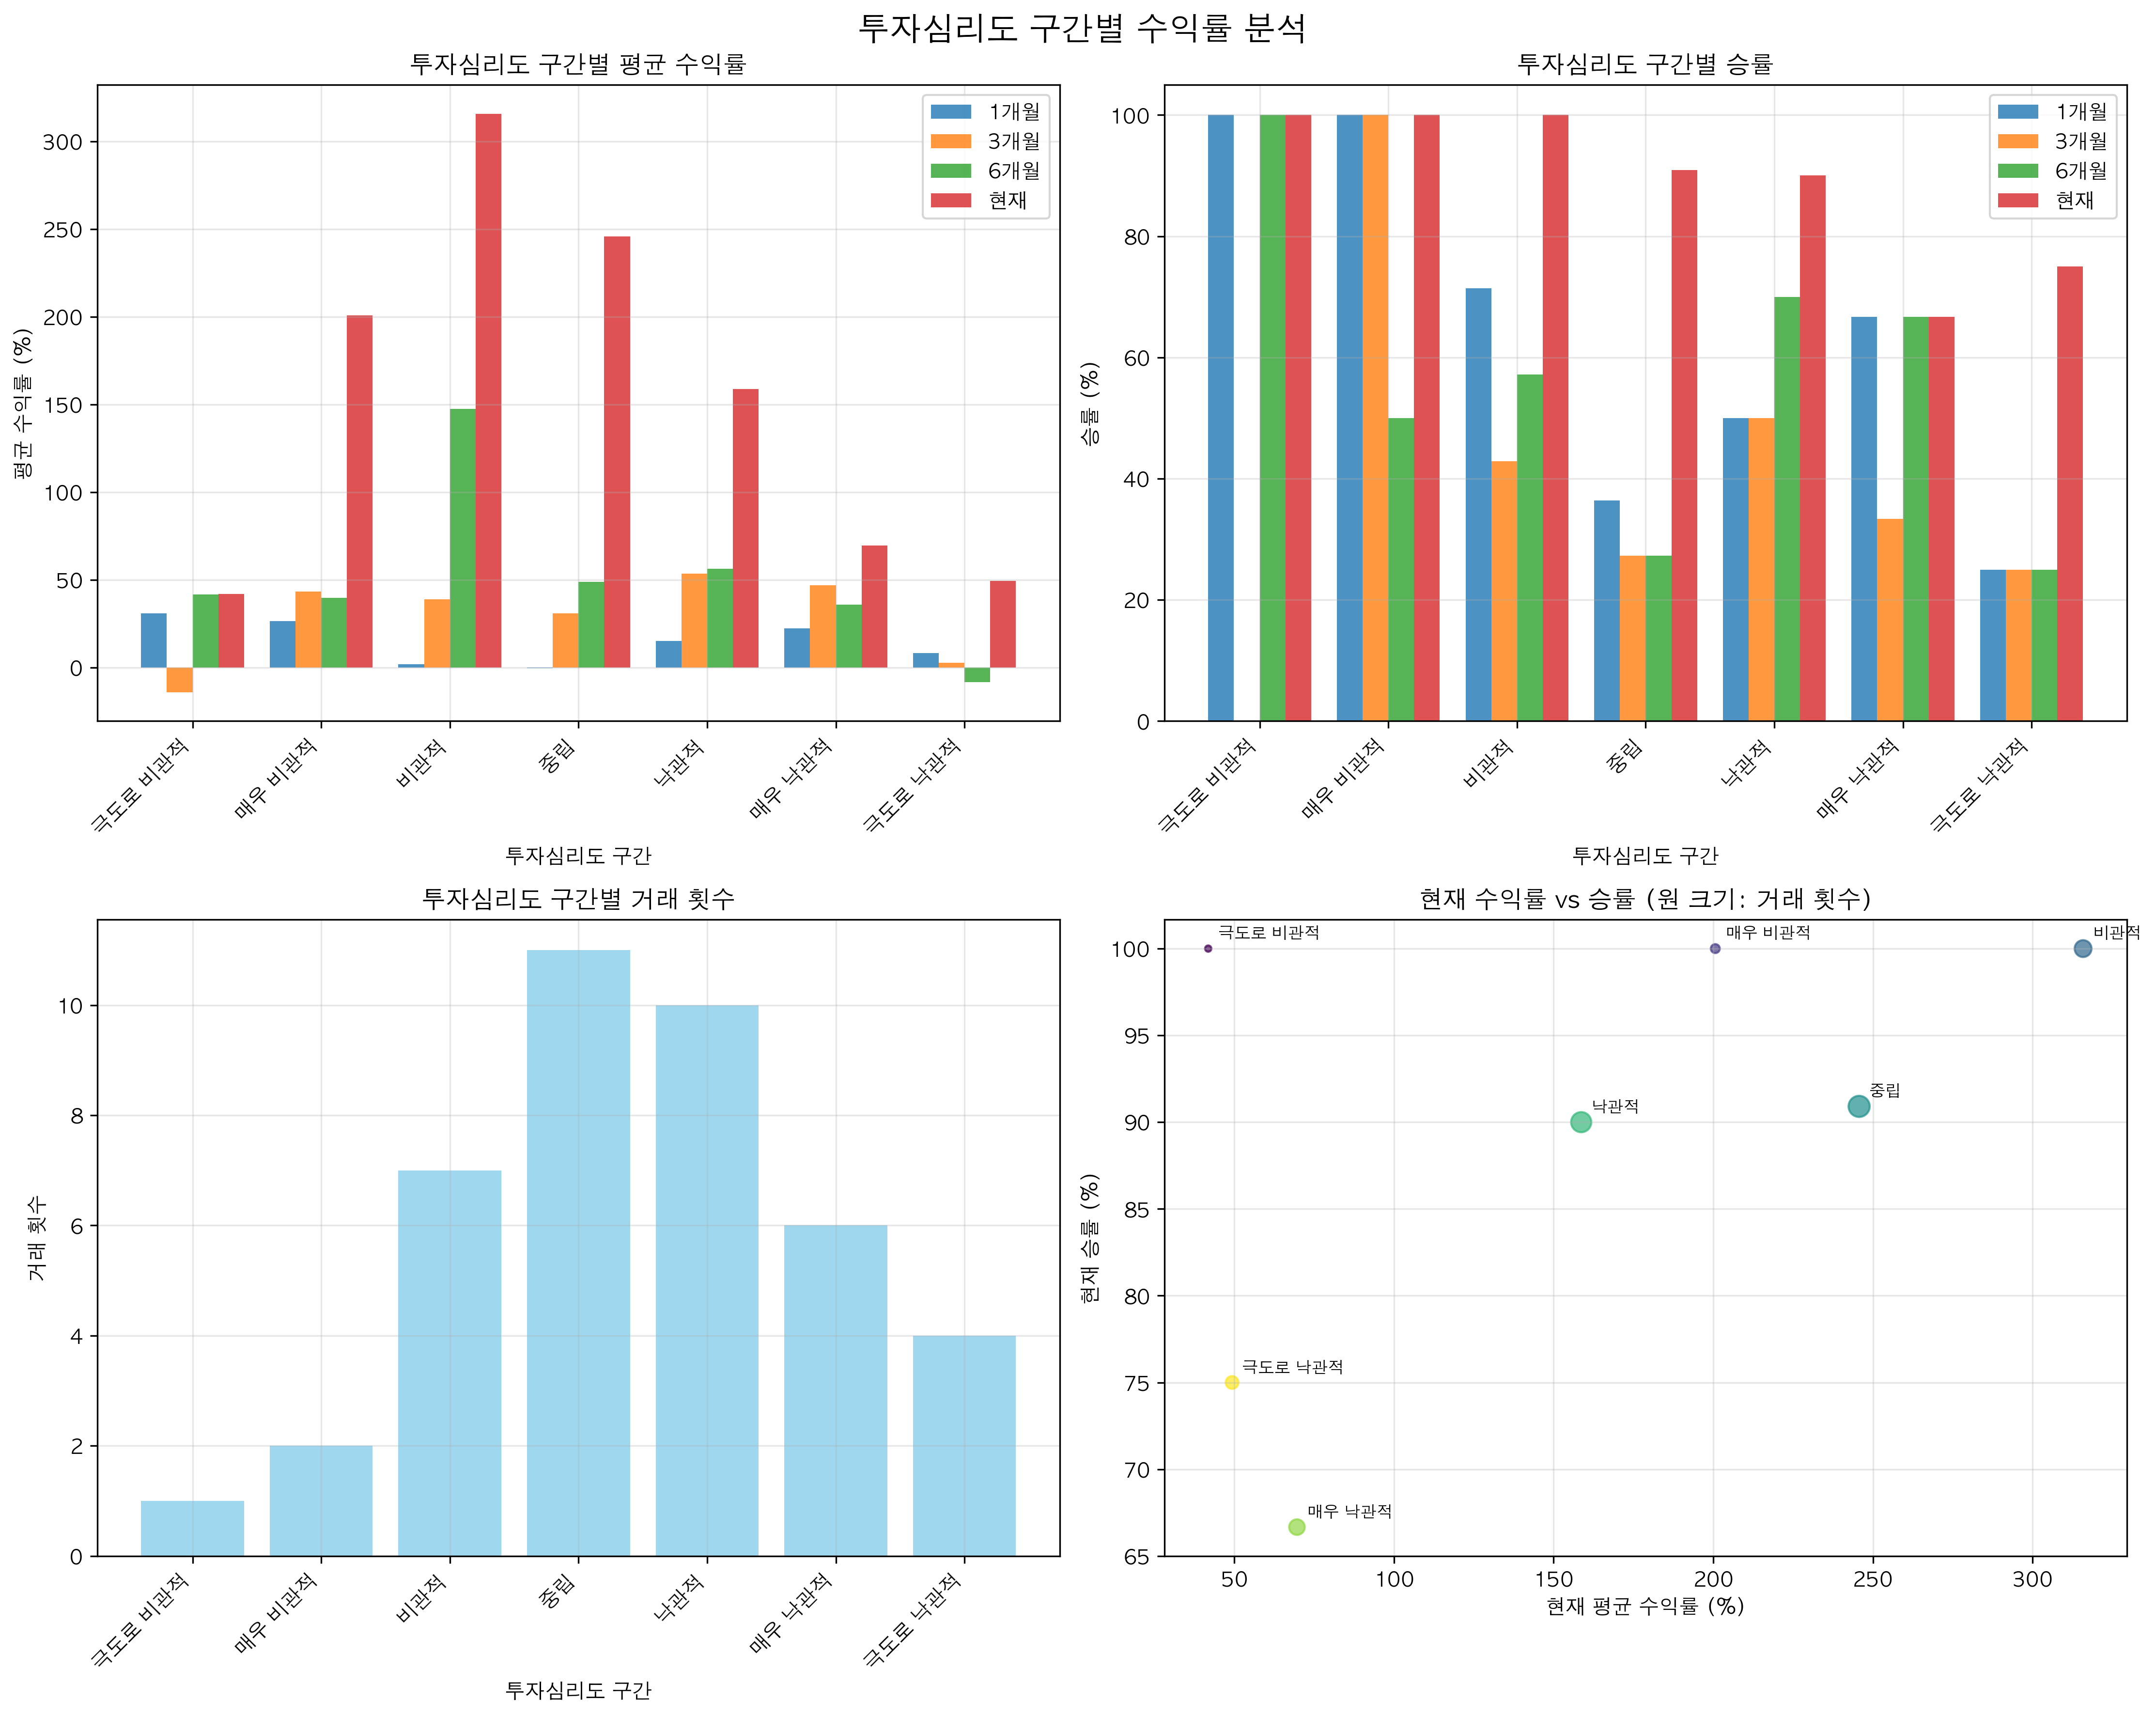 투자심리도 구간별 수익률 분석
투자심리도 구간별 평균 수익률
평균 수익률 (%)
300
250
200
150
100
50
0
1개월
3개월
6개월
현재
극도로 비관적
매우 비관적
비관적
중립
낙관적
매우 낙관적
극도로 낙관적
투자심리도 구간
투자심리도 구간별 승률
승률 (%)
100
80
60
40
20
0
1개월
3개월
6개월
현재
극도로 비관적
매우 비관적
비관적
중립
낙관적
매우 낙관적
극도로 낙관적
투자심리도 구간
투자심리도 구간별 거래 횟수
거래 횟수
10
8
6
4
2
0
극도로 비관적
매우 비관적
비관적
중립
낙관적
매우 낙관적
극도로 낙관적
투자심리도 구간
현재 수익률 vs 승률 (원 크기: 거래 횟수)
현재 승률 (%)
100
95
90
85
80
75
70
65
극도로 비관적
매우 비관적
비관적
중립
낙관적
극도로 낙관적
매우 낙관적
50
100
150
200
250
300
현재 평균 수익률 (%)